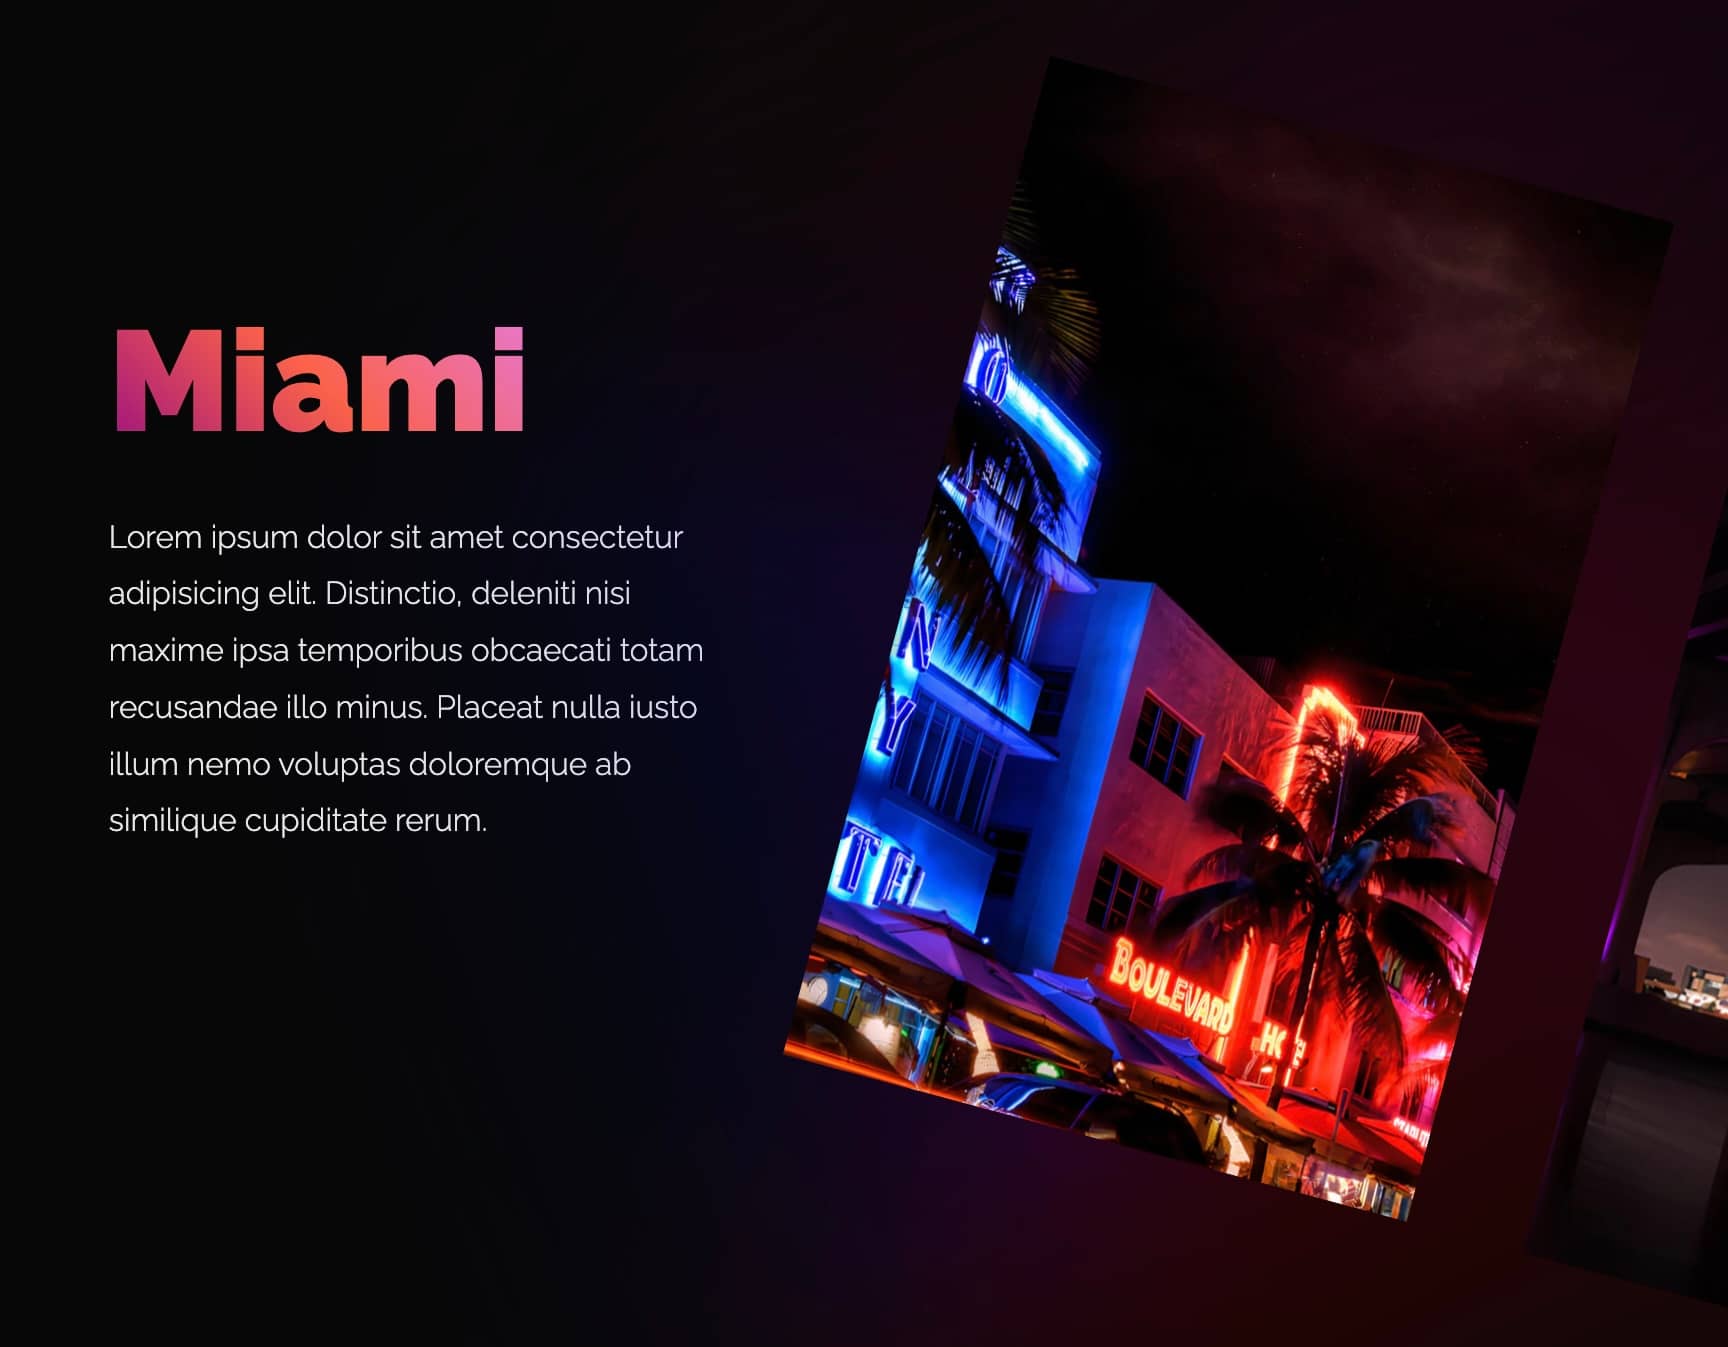 Miami
Lorem ipsum dolor sit amet consectetur
adipisicing elit. Distinctio, deleniti nisi
maxime ipsa temporibus obcaecati totam
recusandae illo minus. Placeat nulla iusto
illum nemo voluptas doloremque ab
similique cupiditate rerum.
O
N
Y
TEL
BOULEVARD